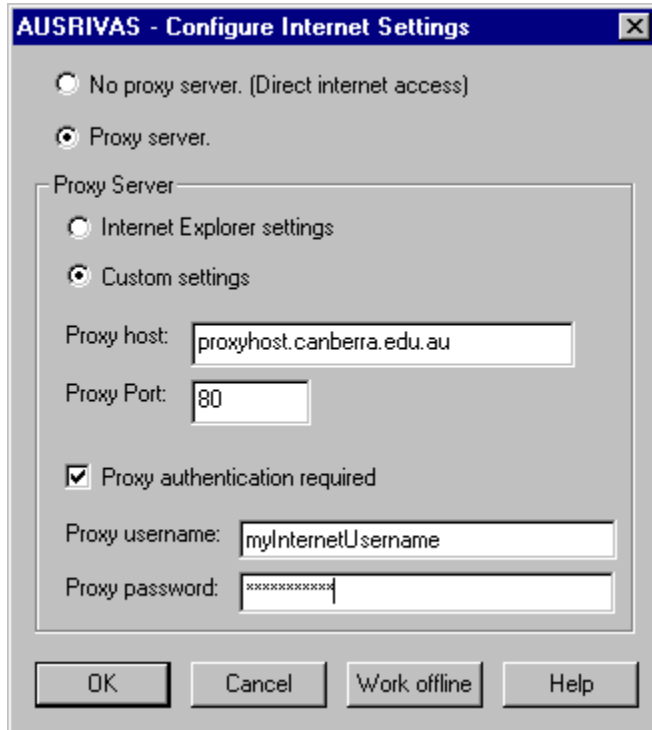 AUSRIVAS - Configure Internet Settings
No proxy server. (Direct internet access)
Proxy server.
Proxy Server
Internet Explorer settings
Custom settings
Proxy host: proxyhost.canberra.edu.au
Proxy Port: 80
Proxy authentication required
Proxy username: myInternetUsername
Proxy password: ***********
OK Cancel Work offline Help